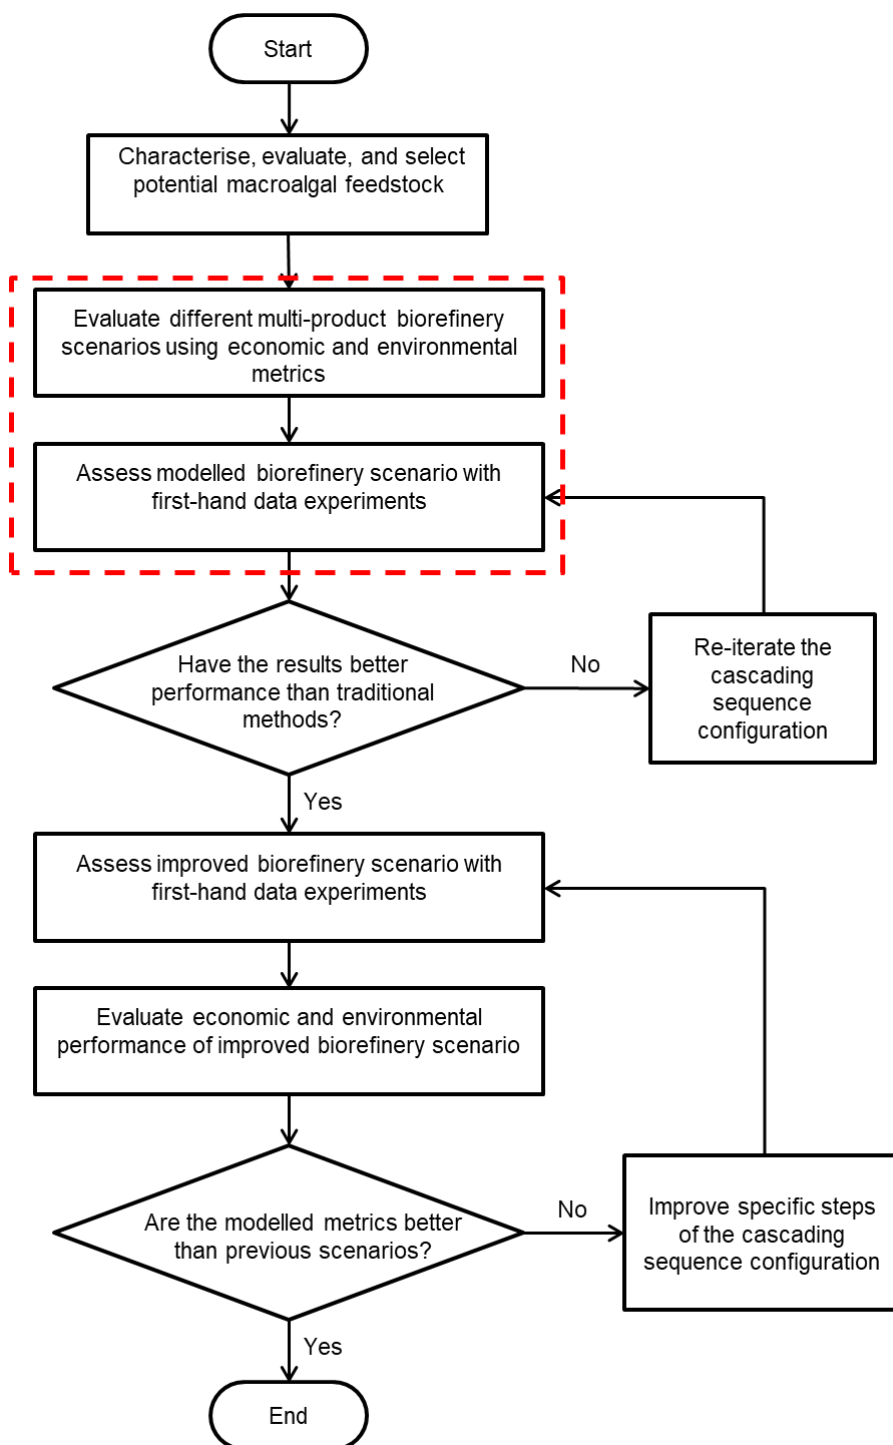 Start
Characterise, evaluate, and select
potential macroalgal feedstock
Evaluate different multi-product biorefinery
scenarios using economic and environmental
metrics
Assess modelled biorefinery scenario with
first-hand data experiments
Have the results better
performance than traditional
methods?
No
Re-iterate the
cascading
sequence
configuration
Yes
Assess improved biorefinery scenario with
first-hand data experiments
Evaluate economic and environmental
performance of improved biorefinery scenario
Are the modelled metrics better
than previous scenarios?
No
Improve specific steps
of the cascading
sequence configuration
Yes
End